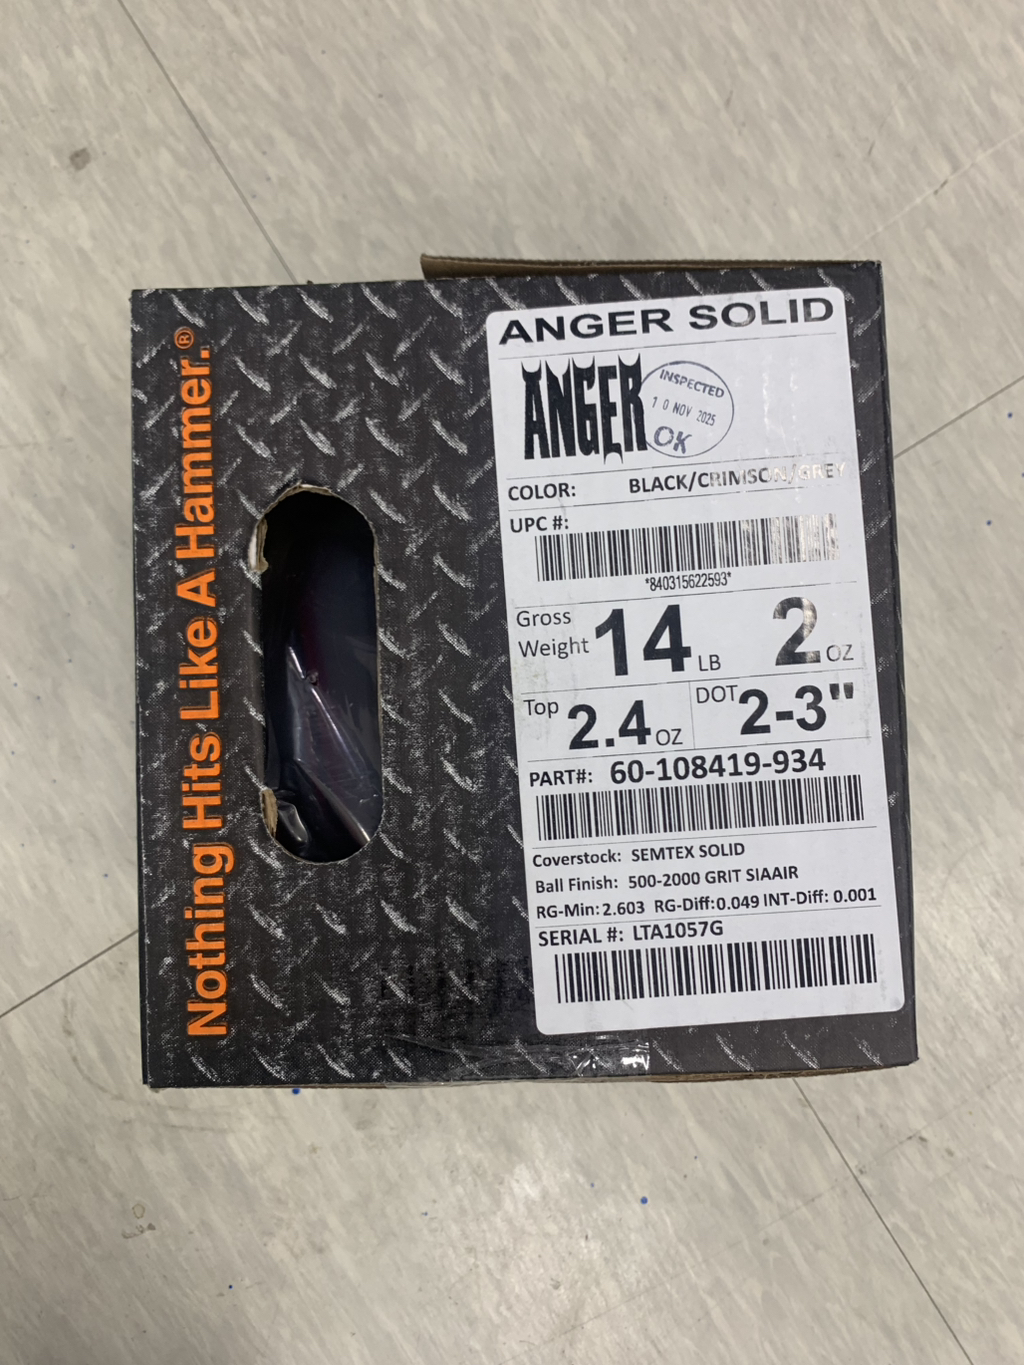 Nothing Hits Like A Hammer.®
ANGER SOLID
ANGER
INSPECTED
10 NOV 2025
OK
COLOR: BLACK/CRIMSON/GREY
UPC #:
*840315622593*
Gross Weight 14 LB 2 OZ
Top 2.4 OZ DOT 2-3"
PART#: 60-108419-934
Coverstock: SEMTEX SOLID
Ball Finish: 500-2000 GRIT SIAAIR
RG-Min: 2.603 RG-Diff: 0.049 INT-Diff: 0.001
SERIAL #: LTA1057G